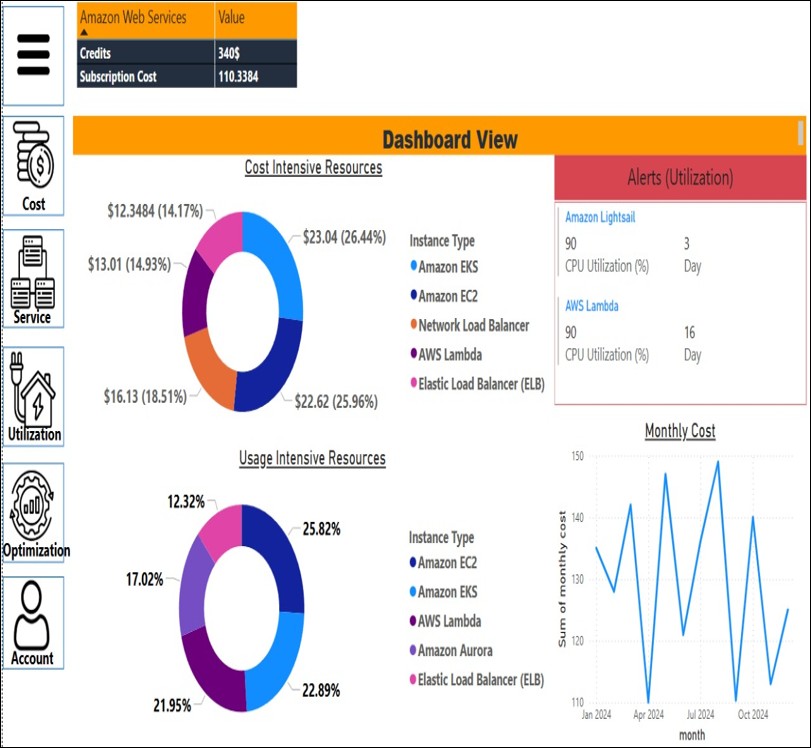 Amazon Web Services Value
Credits 340$
Subscription Cost 110.3384
Cost
Service
Utilization
Optimization
Account
Dashboard View
Cost Intensive Resources
$12.3484 (14.17%)
$23.04 (26.44%)
$13.01 (14.93%)
$16.13 (18.51%)
$22.62 (25.96%)
Instance Type
Amazon EKS
Amazon EC2
Network Load Balancer
AWS Lambda
Elastic Load Balancer (ELB)
Alerts (Utilization)
Amazon Lightsail
90 3
CPU Utilization (%) Day
AWS Lambda
90 16
CPU Utilization (%) Day
Usage Intensive Resources
12.32%
25.82%
17.02%
21.95%
22.89%
Instance Type
Amazon EC2
Amazon EKS
AWS Lambda
Amazon Aurora
Elastic Load Balancer (ELB)
Monthly Cost
Sum of monthly cost
150
140
130
120
110
Jan 2024 Apr 2024 Jul 2024 Oct 2024
month